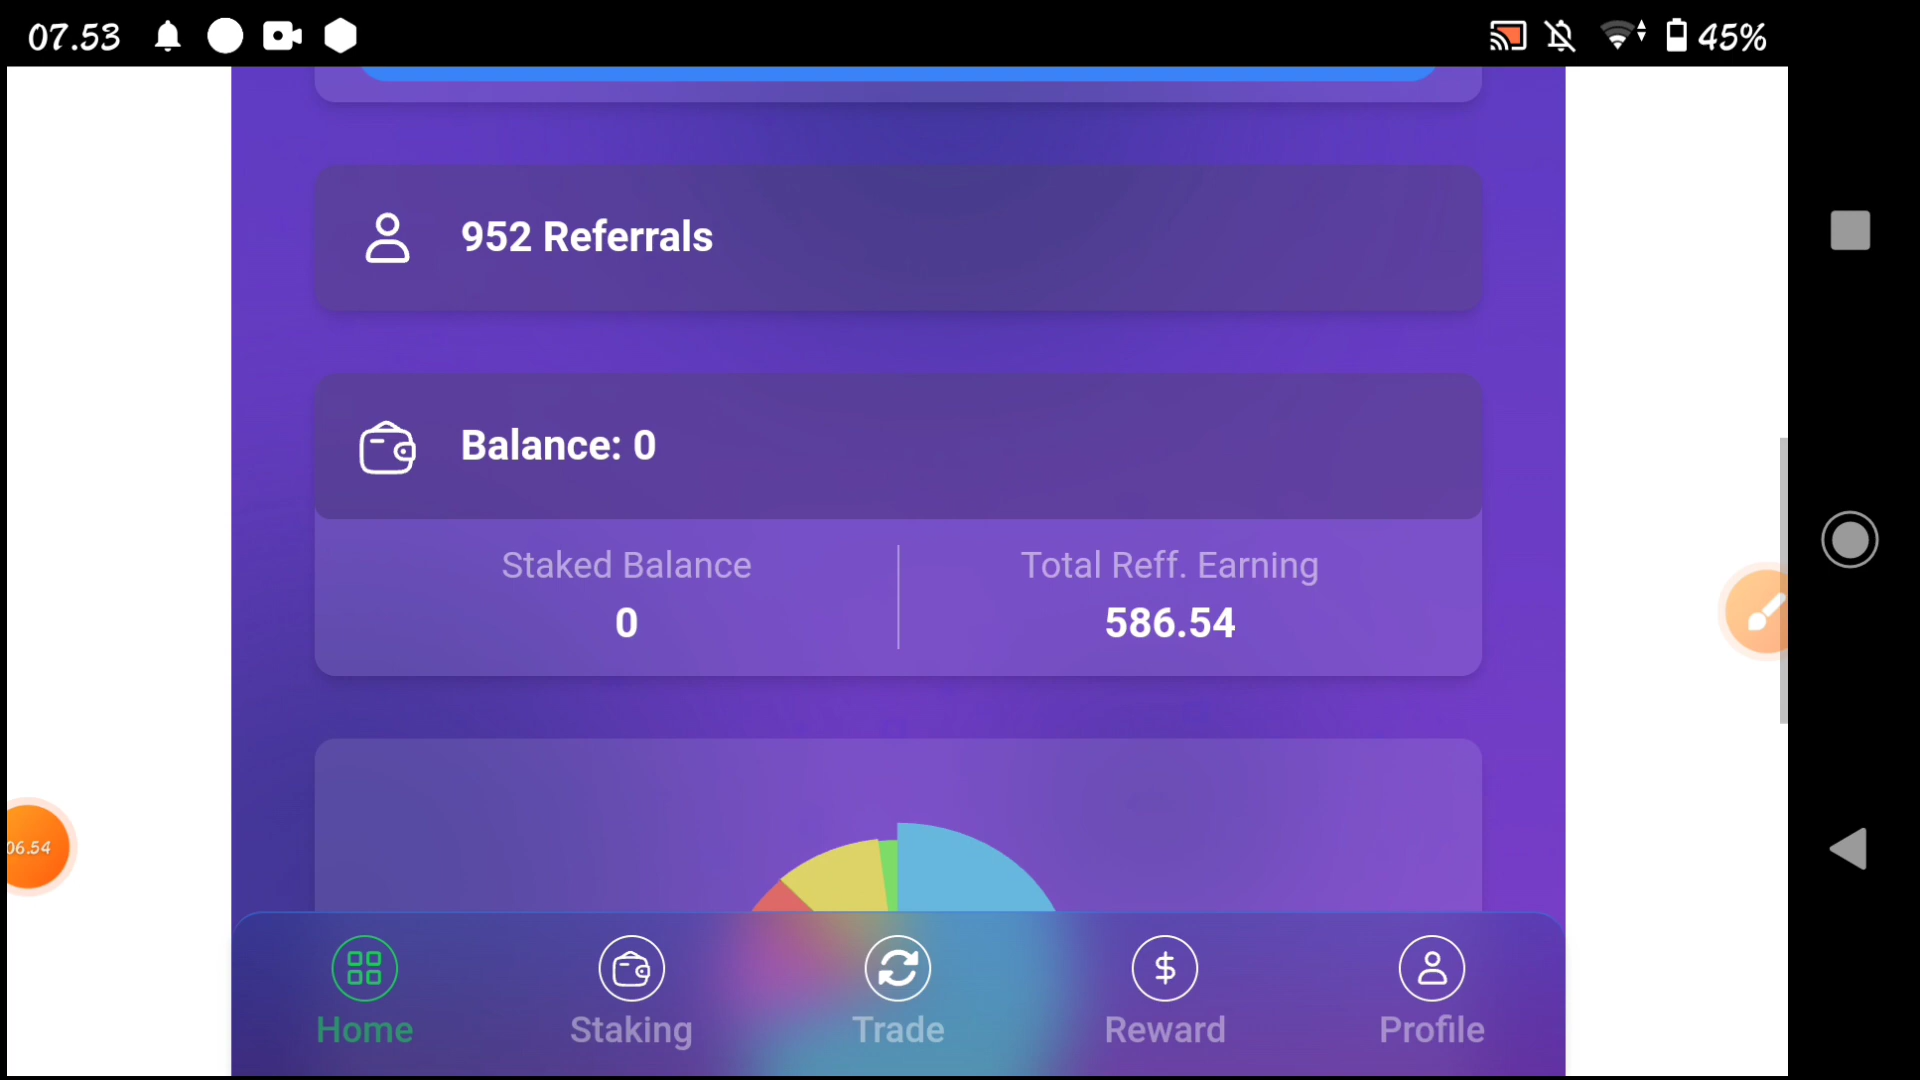 07.53
45%
952 Referrals
Balance: 0
Staked Balance
Total Reff. Earning
0
586.54
06.54
Home
Staking
Trade
Reward
Profile